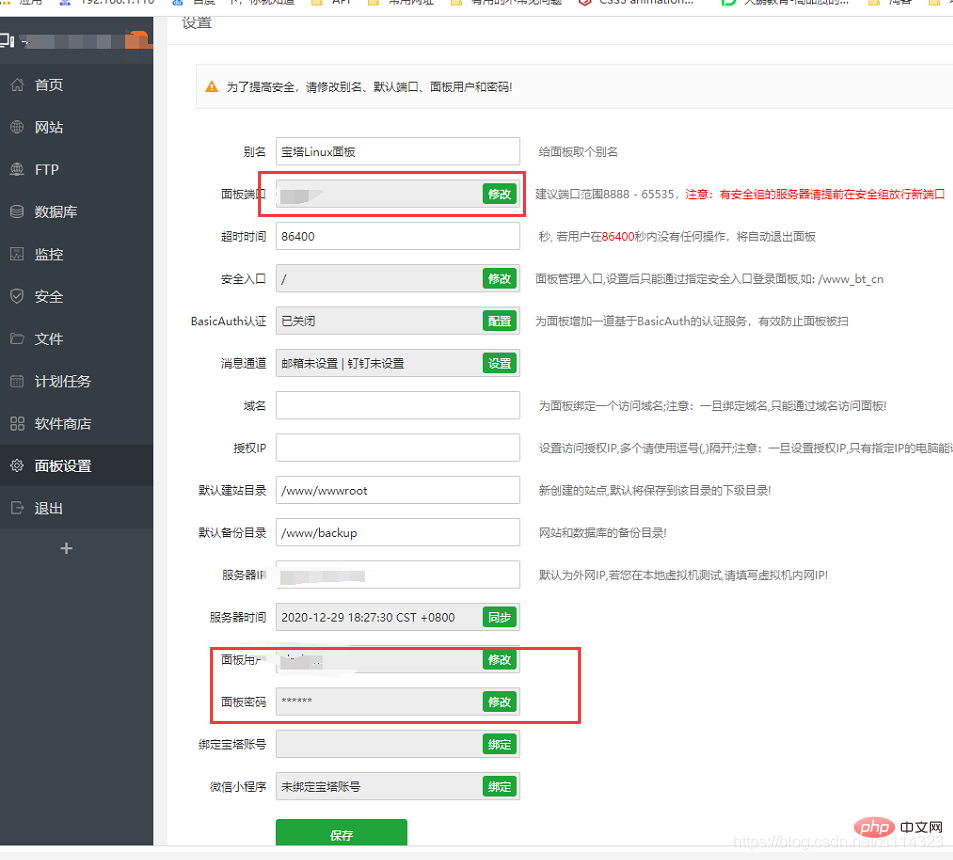 应用 192.168.1.110 百度一下，你就知道 API 常用网址 有用的不常见问题 CSS3 animation... 天鹏教育-高品质的... 淘客
设置
首页
网站
FTP
数据库
监控
安全
文件
计划任务
软件商店
面板设置
退出
+
为了提高安全，请修改别名、默认端口、面板用户和密码!
别名 宝塔Linux面板 给面板取个别名
面板端口 修改 建议端口范围8888 - 65535，注意：有安全组的服务器请提前在安全组放行新端口
超时时间 86400 秒, 若用户在86400秒内没有任何操作，将自动退出面板
安全入口 / 修改 面板管理入口,设置后只能通过指定安全入口登录面板,如: /www_bt_cn
BasicAuth认证 已关闭 配置 为面板增加一道基于BasicAuth的认证服务，有效防止面板被扫
消息通道 邮箱未设置 | 钉钉未设置 设置
域名 为面板绑定一个访问域名;注意：一旦绑定域名,只能通过域名访问面板!
授权IP 设置访问授权IP,多个请使用逗号(,)隔开;注意：一旦设置授权IP,只有指定IP的电脑能
默认建站目录 /www/wwwroot 新创建的站点,默认将保存到该目录的下级目录!
默认备份目录 /www/backup 网站和数据库的备份目录!
服务器IP 默认为外网IP,若您在本地虚拟机测试,请填写虚拟机内网IP!
服务器时间 2020-12-29 18:27:30 CST +0800 同步
面板用户 修改
面板密码 ****** 修改
绑定宝塔账号 绑定
微信小程序 未绑定宝塔账号 绑定
保存
php 中文网
https://blog.csdn.net/zl114323